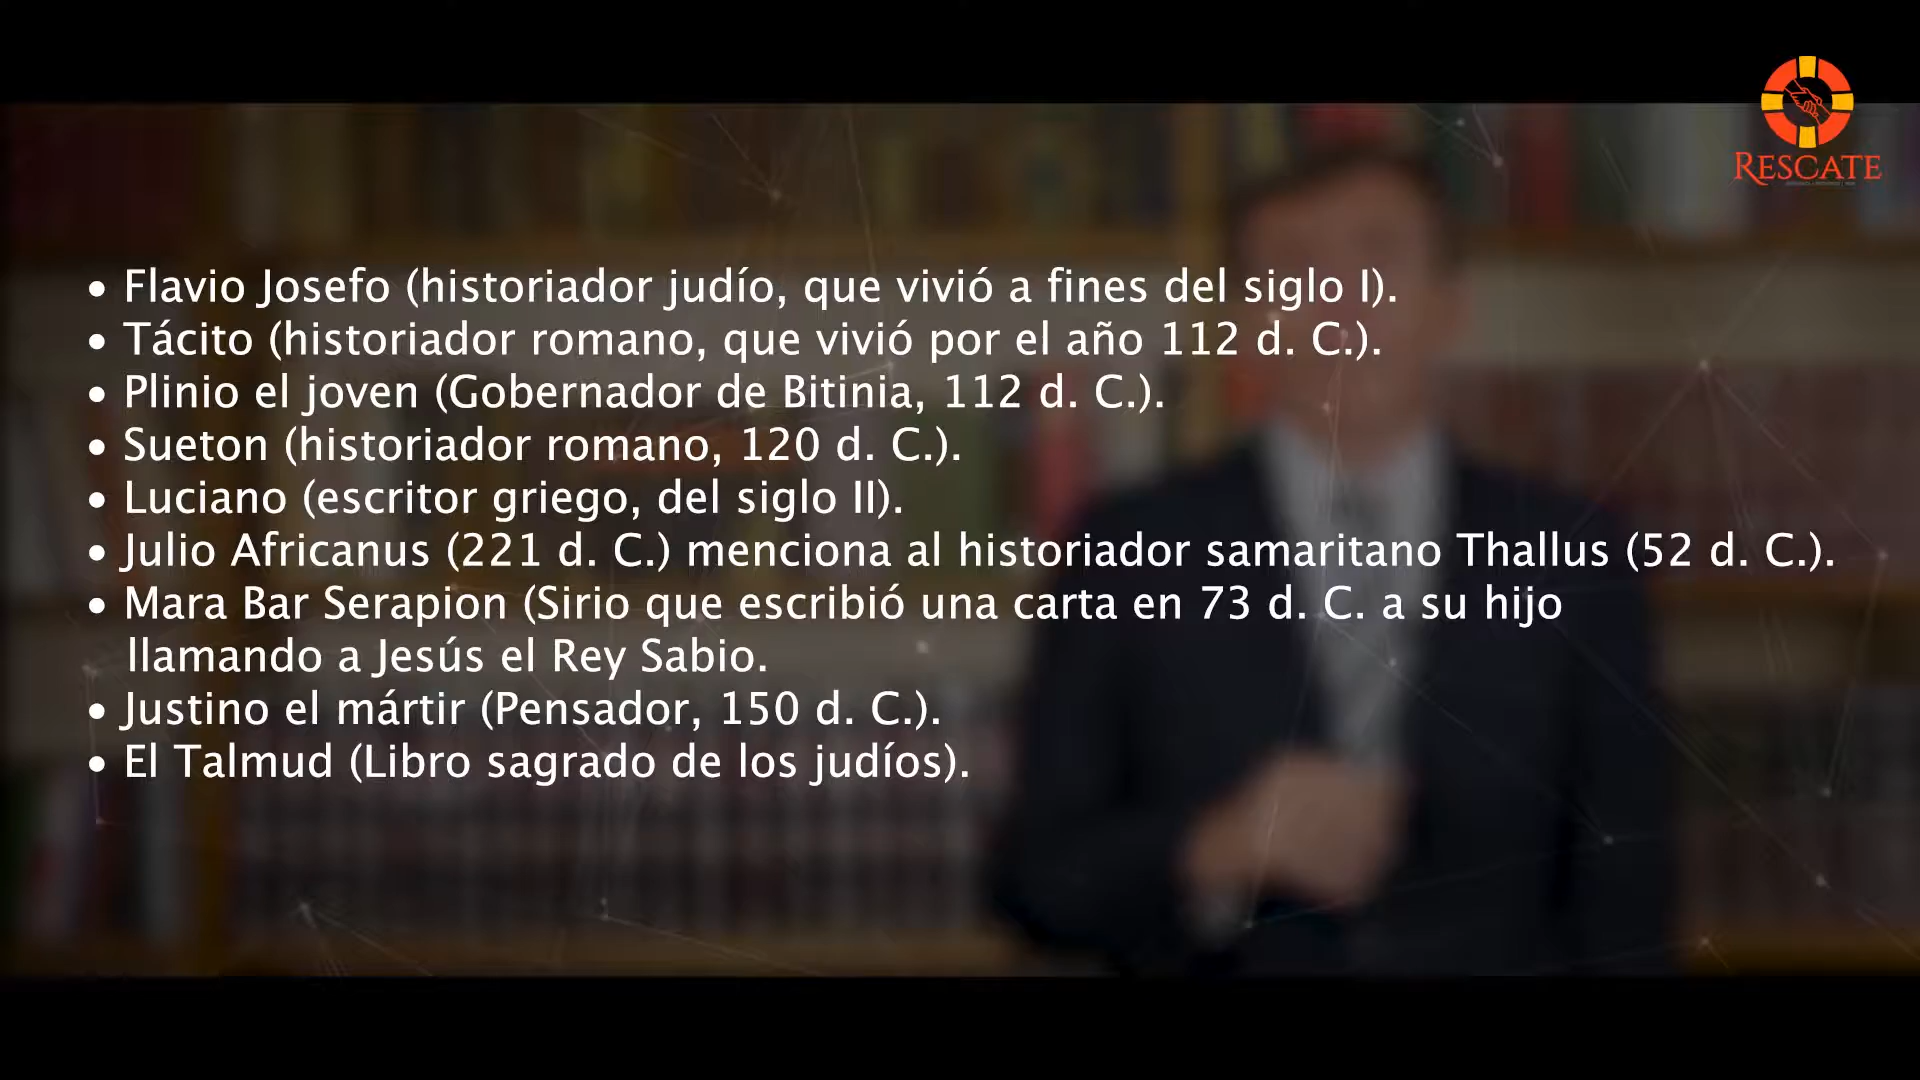 RESCATE
• Flavio Josefo (historiador judío, que vivió a fines del siglo I).
• Tácito (historiador romano, que vivió por el año 112 d. C.).
• Plinio el joven (Gobernador de Bitinia, 112 d. C.).
• Sueton (historiador romano, 120 d. C.).
• Luciano (escritor griego, del siglo II).
• Julio Africanus (221 d. C.) menciona al historiador samaritano Thallus (52 d. C.).
• Mara Bar Serapion (Sirio que escribió una carta en 73 d. C. a su hijo
llamando a Jesús el Rey Sabio.
• Justino el mártir (Pensador, 150 d. C.).
• El Talmud (Libro sagrado de los judíos).